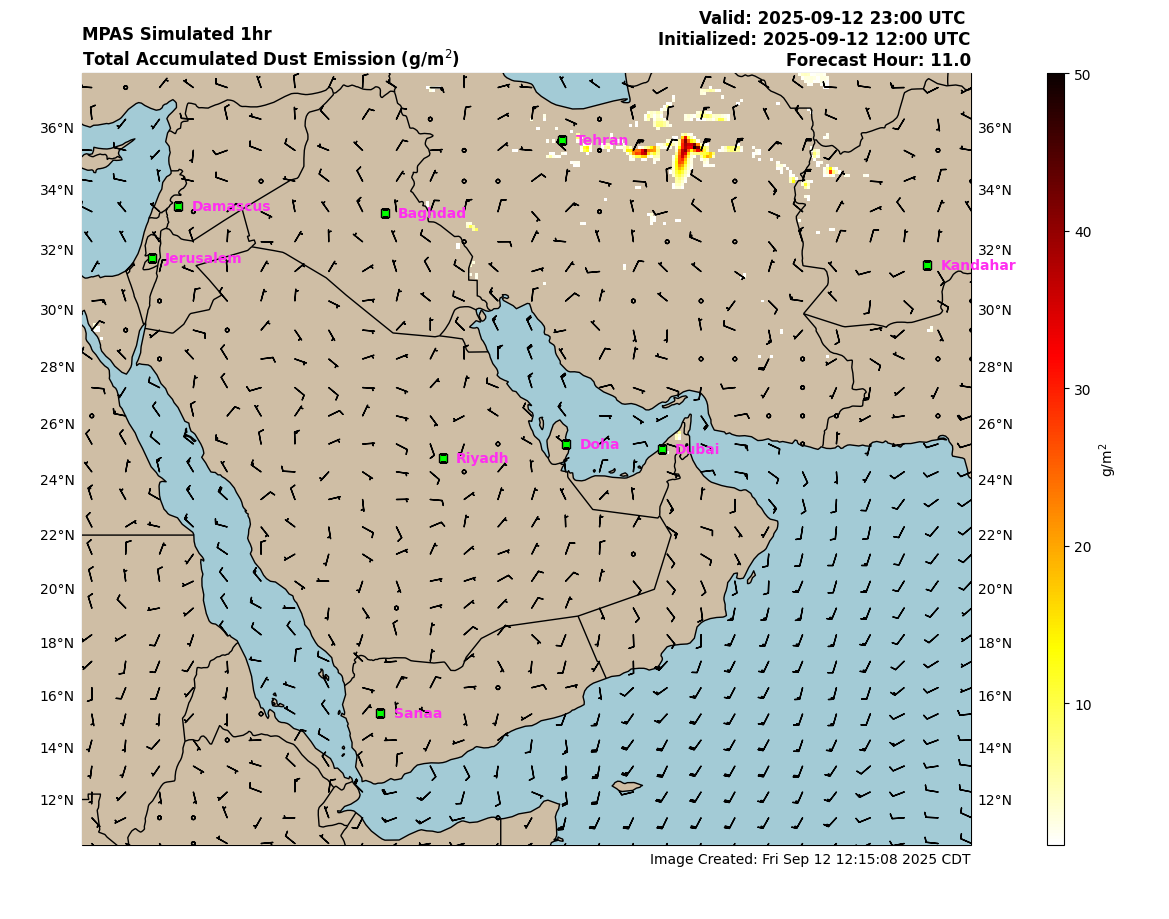 MPAS Simulated 1hr
Total Accumulated Dust Emission (g/m²)
Valid: 2025-09-12 23:00 UTC
Initialized: 2025-09-12 12:00 UTC
Forecast Hour: 11.0
36°N
34°N
32°N
30°N
28°N
26°N
24°N
22°N
20°N
18°N
16°N
14°N
12°N
Tehran
Damascus
Baghdad
Jerusalem
Kandahar
Riyadh
Doha
Dubai
Sanaa
36°N
34°N
32°N
30°N
28°N
26°N
24°N
22°N
20°N
18°N
16°N
14°N
12°N
50
40
30
20
10
g/m²
Image Created: Fri Sep 12 12:15:08 2025 CDT